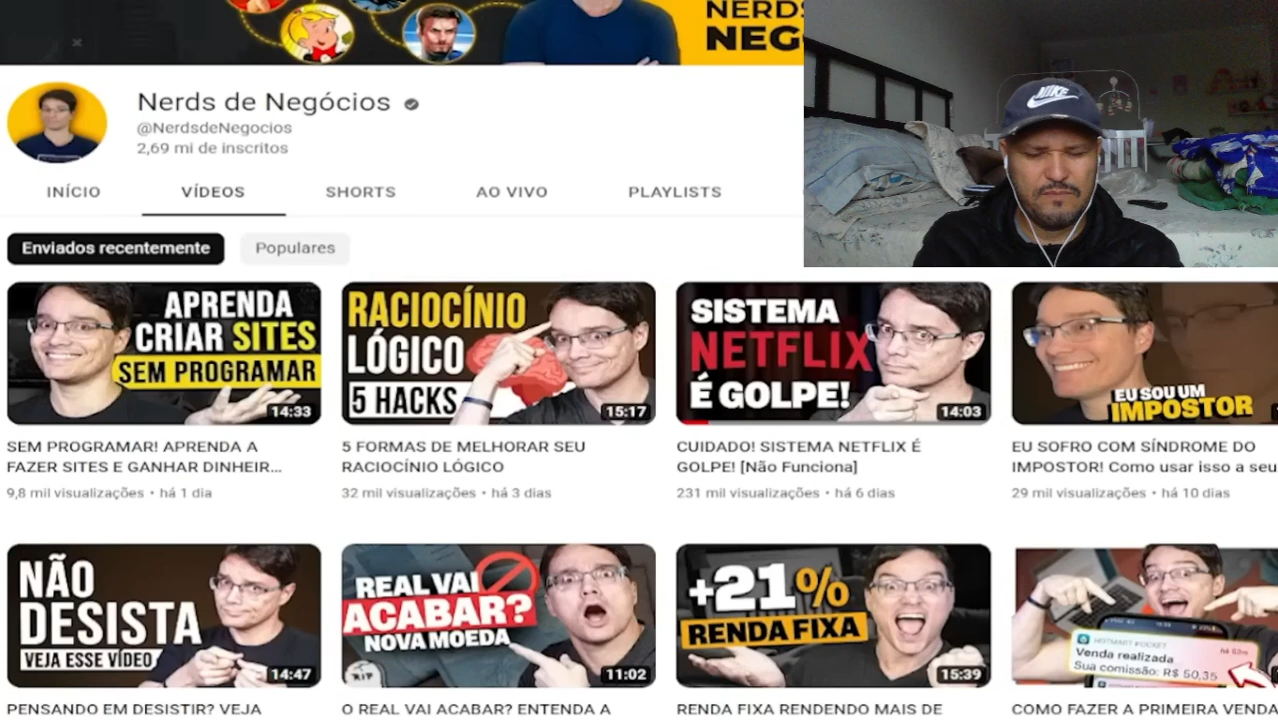 NERDS
NEG
Nerds de Negócios
@NerdsdeNegocios
2,69 mi de inscritos
INÍCIO VÍDEOS SHORTS AO VIVO PLAYLISTS
Enviados recentemente Populares
NIKE
APRENDA
CRIAR SITES
SEM PROGRAMAR
14:33
RACIOCÍNIO
LÓGICO
5 HACKS
15:17
SISTEMA
NETFLIX
É GOLPE!
14:03
EU SOU UM
IMPOSTOR
SEM PROGRAMAR! APRENDA A
FAZER SITES E GANHAR DINHEIR...
9,8 mil visualizações • há 1 dia
5 FORMAS DE MELHORAR SEU
RACIOCÍNIO LÓGICO
32 mil visualizações • há 3 dias
CUIDADO! SISTEMA NETFLIX É
GOLPE! [Não Funciona]
231 mil visualizações • há 6 dias
EU SOFRO COM SÍNDROME DO
IMPOSTOR! Como usar isso a seu
29 mil visualizações • há 10 dias
NÃO
DESISTA
VEJA ESSE VÍDEO
14:47
REAL VAI
ACABAR?
NOVA MOEDA
RIP
11:02
+21%
RENDA FIXA
15:39
HOTMART POCKET
Venda realizada
Sua comissão: R$ 50,35
PENSANDO EM DESISTIR? VEJA
O REAL VAI ACABAR? ENTENDA A
RENDA FIXA RENDENDO MAIS DE
COMO FAZER A PRIMEIRA VENDA